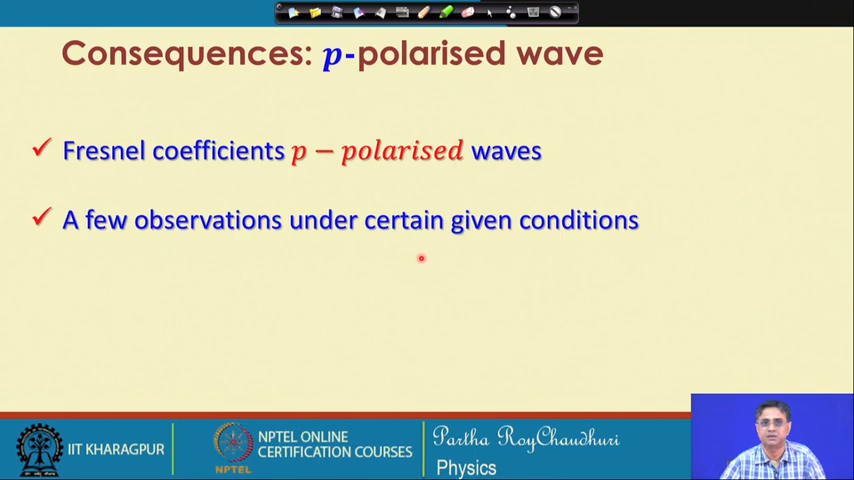 Consequences: p-polarised wave
✓ Fresnel coefficients p − polarised waves
✓ A few observations under certain given conditions
IIT KHARAGPUR
NPTEL
NPTEL ONLINE
CERTIFICATION COURSES
Partha RoyChaudhuri
Physics